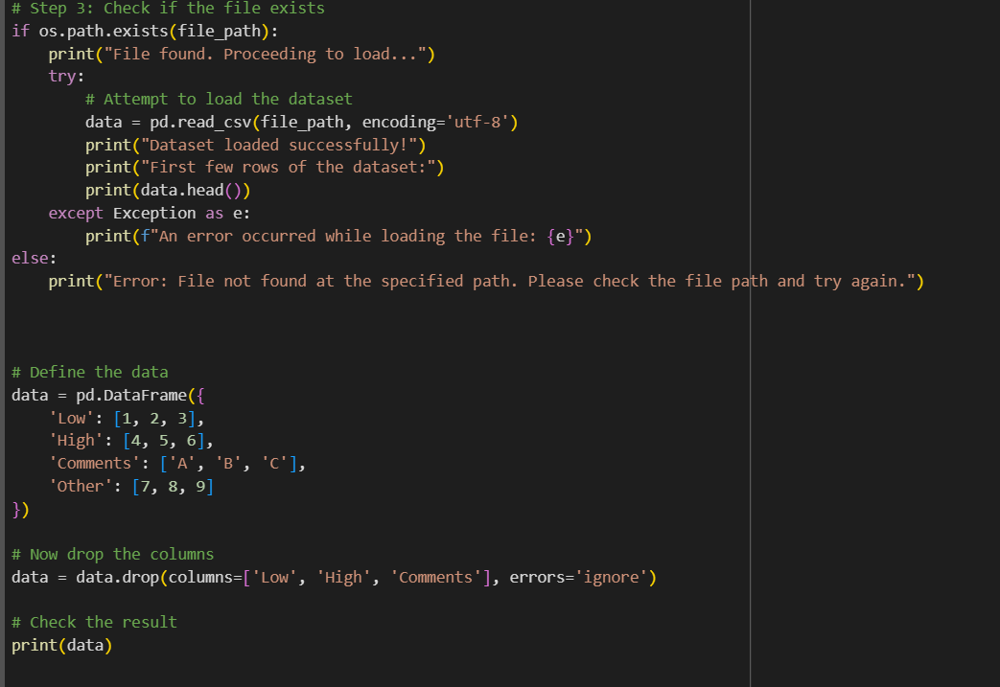 # Step 3: Check if the file exists
if os.path.exists(file_path):
    print("File found. Proceeding to load...")
    try:
        # Attempt to load the dataset
        data = pd.read_csv(file_path, encoding='utf-8')
        print("Dataset loaded successfully!")
        print("First few rows of the dataset:")
        print(data.head())
    except Exception as e:
        print(f"An error occurred while loading the file: {e}")
else:
    print("Error: File not found at the specified path. Please check the file path and try again.")
# Define the data
data = pd.DataFrame({
    'Low': [1, 2, 3],
    'High': [4, 5, 6],
    'Comments': ['A', 'B', 'C'],
    'Other': [7, 8, 9]
})
# Now drop the columns
data = data.drop(columns=['Low', 'High', 'Comments'], errors='ignore')
# Check the result
print(data)